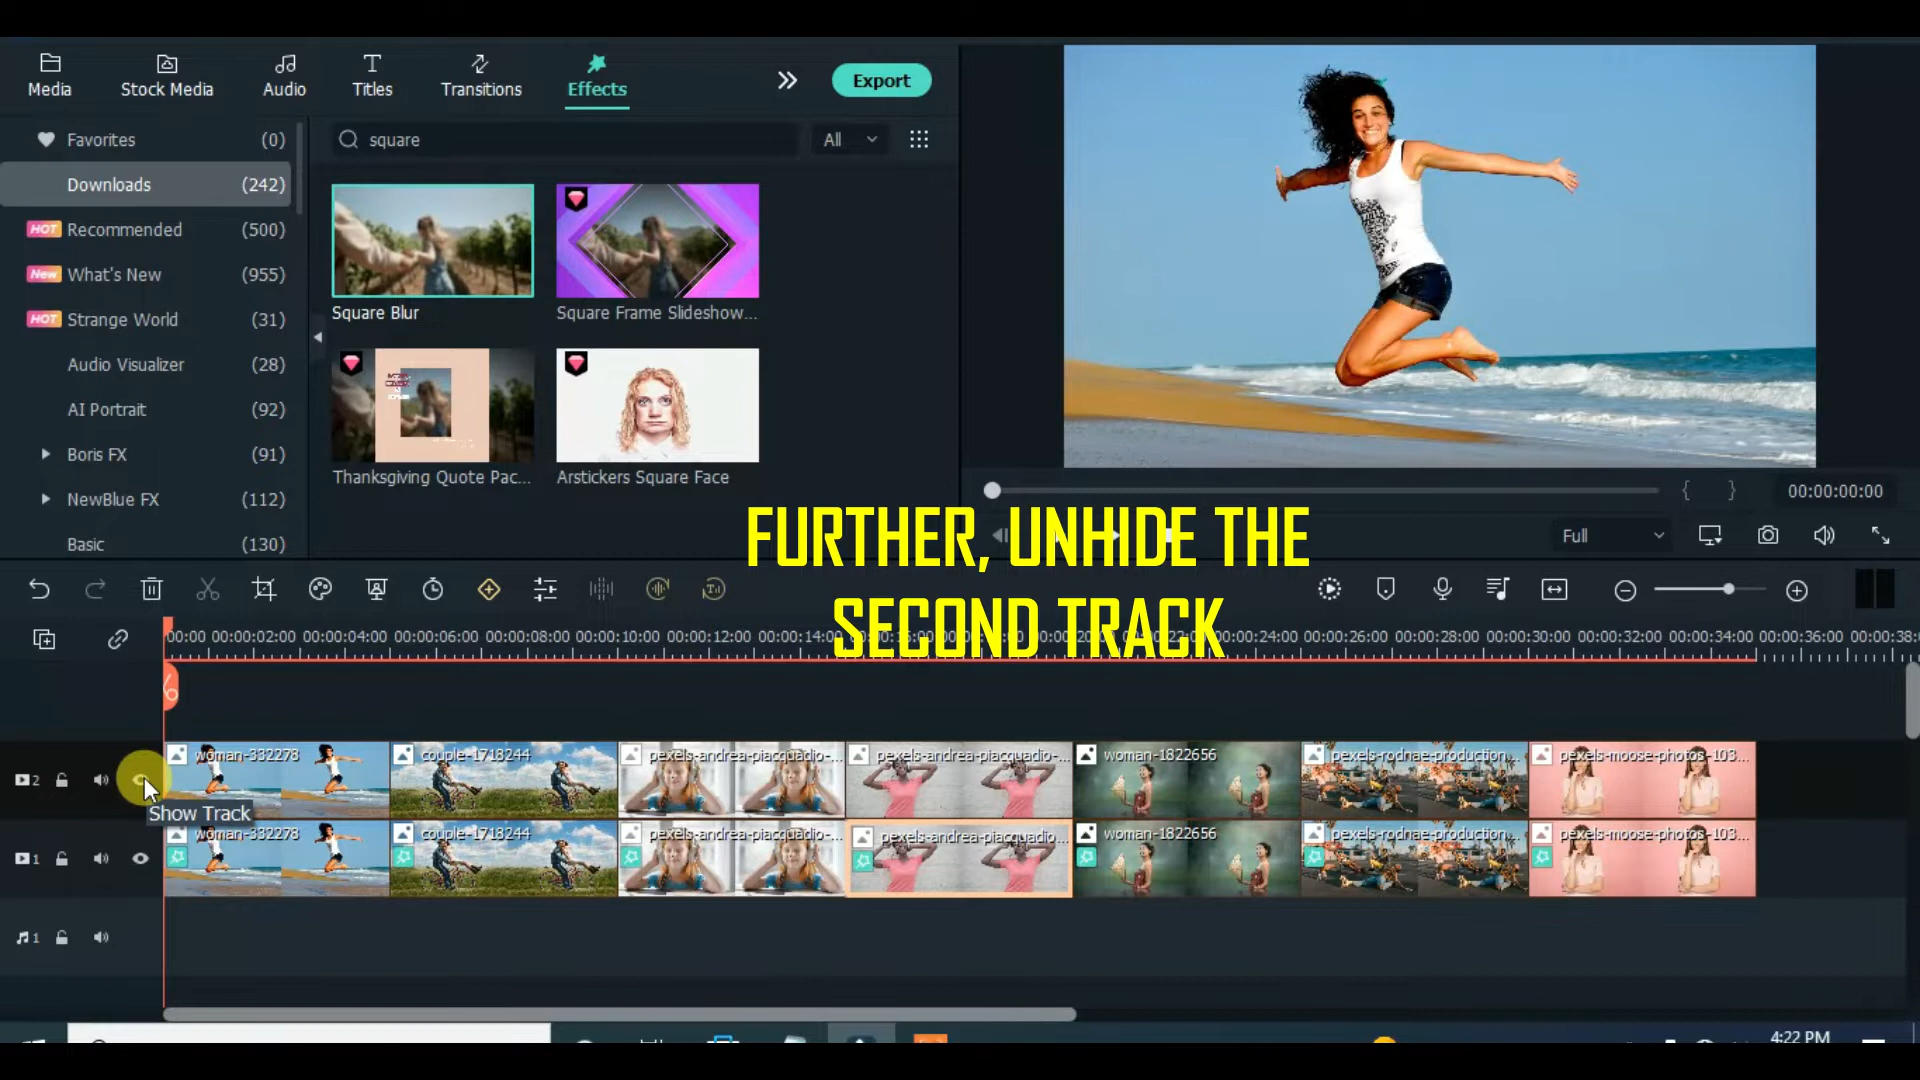 Media
Stock Media
Audio
Titles
Transitions
Effects
Export
Favorites (0)
Downloads (242)
HOT Recommended (500)
New What's New (955)
HOT Strange World (31)
Audio Visualizer (28)
AI Portrait (92)
Boris FX (91)
NewBlue FX (112)
Basic (130)
square
All
Square Blur
Square Frame Slideshow...
Thanksgiving Quote Pac...
Arstickers Square Face
00:00:00:00
Full
FURTHER, UNHIDE THE
SECOND TRACK
00:00 00:00:02:00 00:00:04:00 00:00:06:00 00:00:08:00 00:00:10:00 00:00:12:00 00:00:14:0 00:24:00 00:00:26:00 00:00:28:00 00:00:30:00 00:00:32:00 00:00:34:00 00:00:36:00 00:00:38:
2
woman-332278
couple-1718244
pexels-andrea-piacquadio-...
pexels-andrea-piacquadio-...
woman-1822656
pexels-rodnae-production...
pexels-moose-photos-103...
Show Track
1
woman-332278
couple-1718244
pexels-andrea-piacquadio-...
pexels-andrea-piacquadio...
woman-1822656
pexels-rodnae-production...
pexels-moose-photos-103...
1
4:22 PM